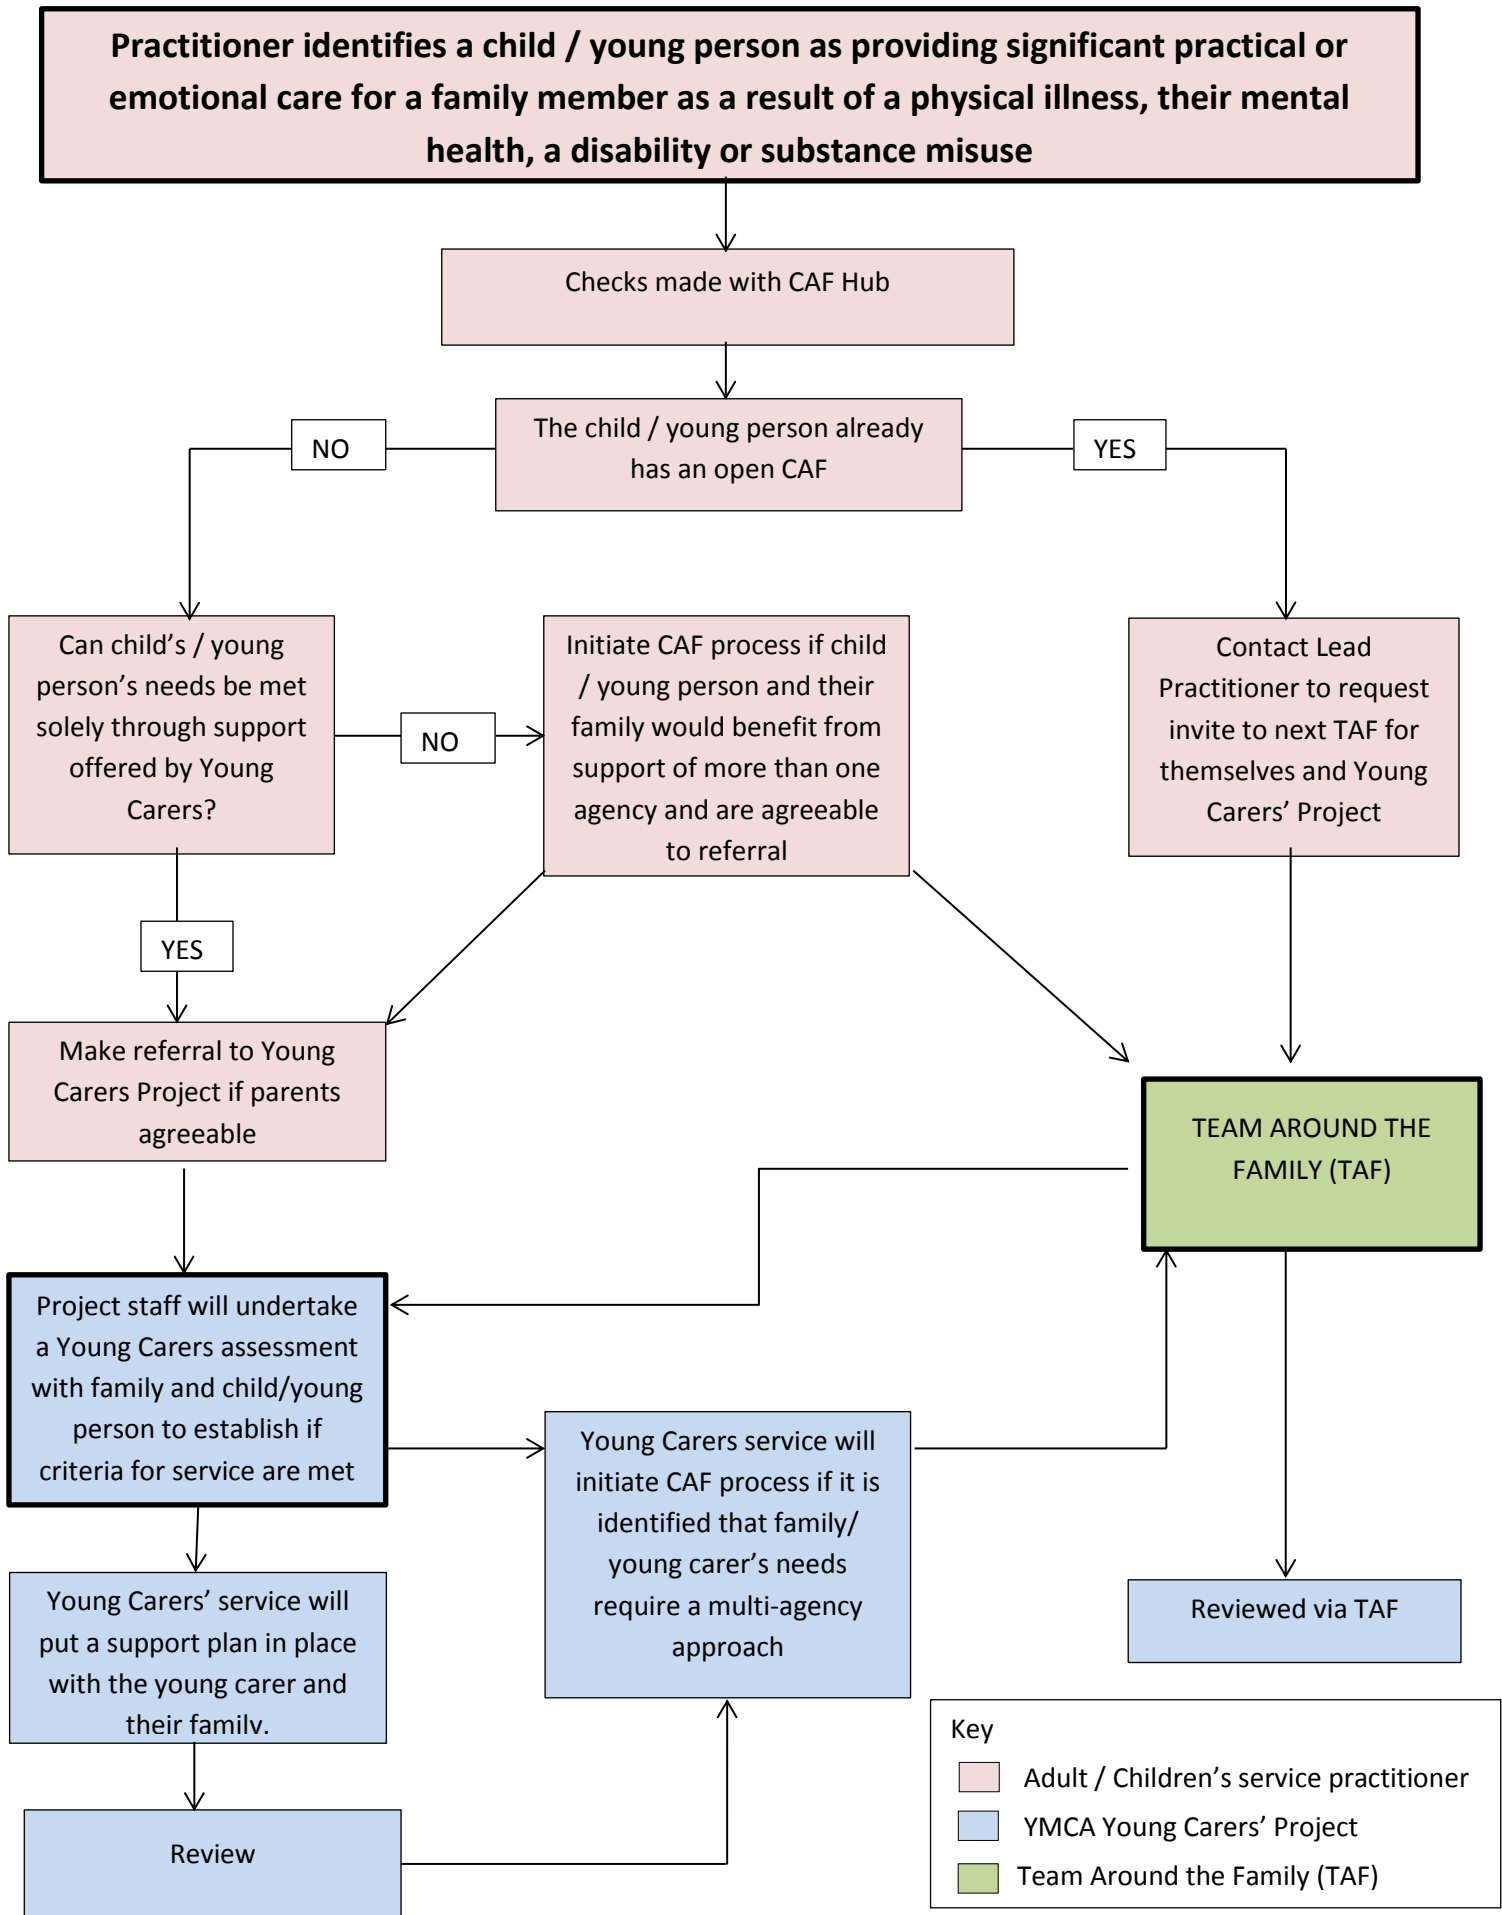 Practitioner identifies a child / young person as providing significant practical or
emotional care for a family member as a result of a physical illness, their mental
health, a disability or substance misuse
Checks made with CAF Hub
The child / young person already
has an open CAF
NO
YES
Can child’s / young
person’s needs be met
solely through support
offered by Young
Carers?
NO
Initiate CAF process if child
/ young person and their
family would benefit from
support of more than one
agency and are agreeable
to referral
Contact Lead
Practitioner to request
invite to next TAF for
themselves and Young
Carers’ Project
YES
Make referral to Young
Carers Project if parents
agreeable
TEAM AROUND THE
FAMILY (TAF)
Project staff will undertake
a Young Carers assessment
with family and child/young
person to establish if
criteria for service are met
Young Carers service will
initiate CAF process if it is
identified that family/
young carer’s needs
require a multi-agency
approach
Young Carers’ service will
put a support plan in place
with the young carer and
their family.
Reviewed via TAF
Review
Key
Adult / Children’s service practitioner
YMCA Young Carers’ Project
Team Around the Family (TAF)